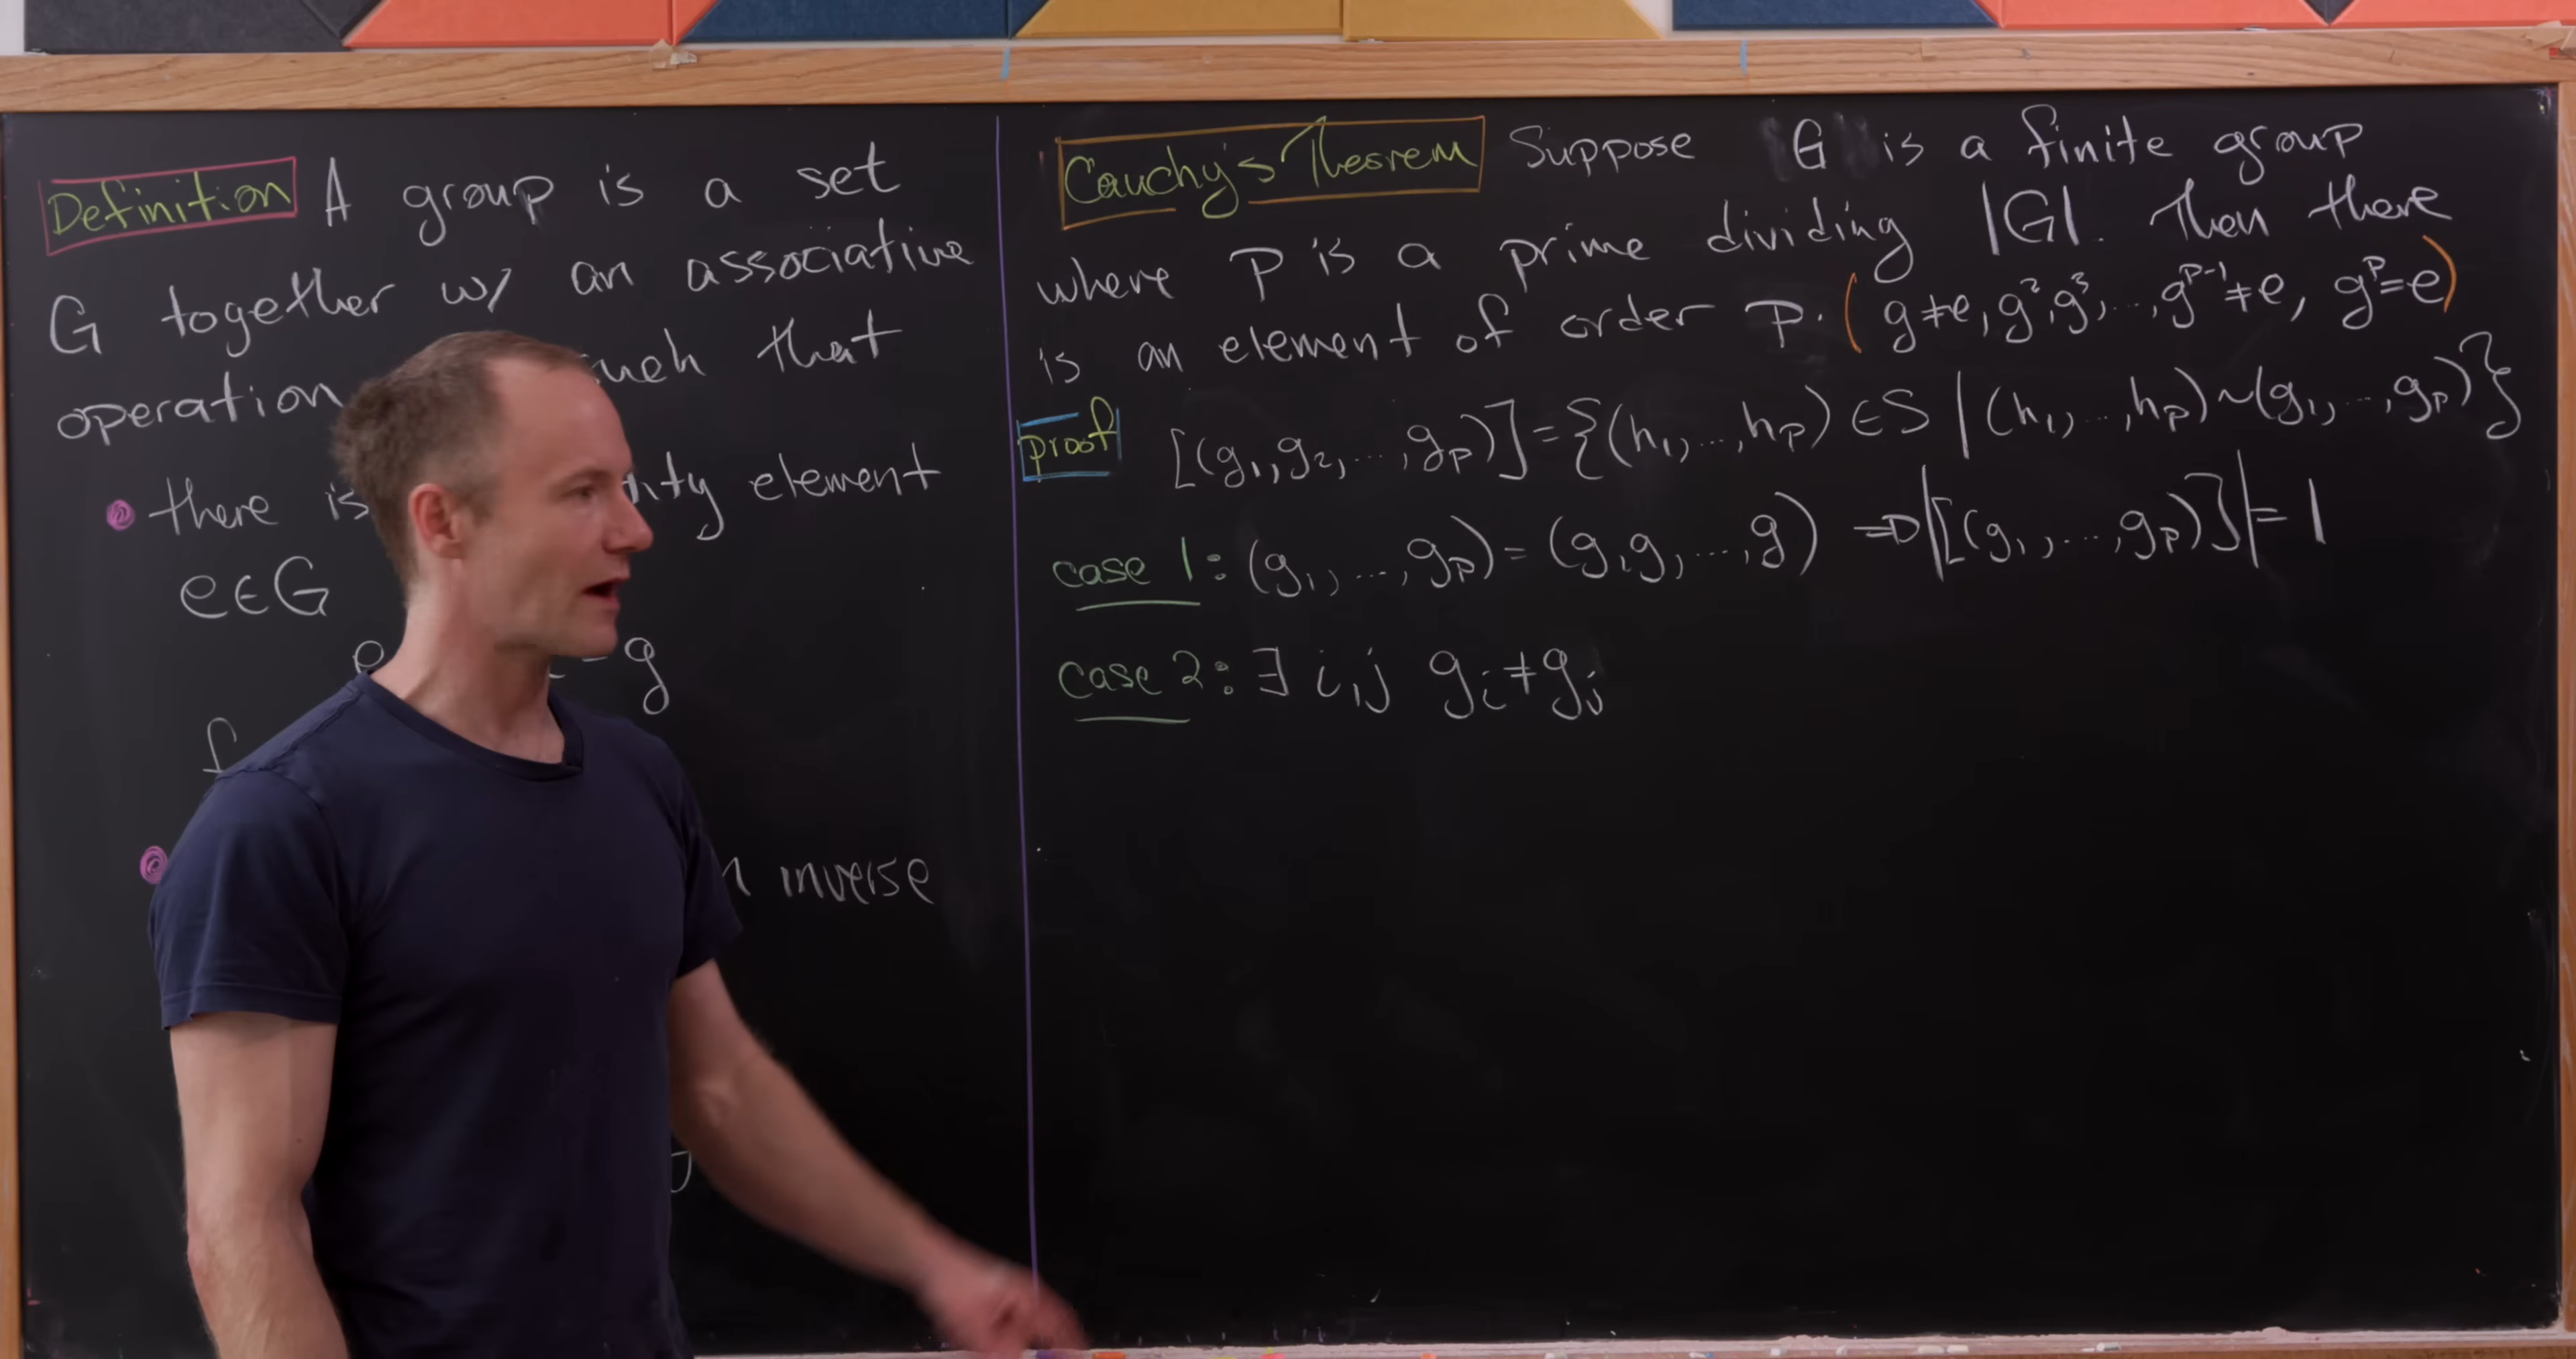 Definition A group is a set
G together w/ an associative
operation such that
there is element
e∈G
g
inverse
Cauchy's Theorem Suppose G is a finite group
where P is a prime dividing |G|. Then there
is an element of order P. (g≠e, g², g³, ..., g^{P-1}≠e, g^P=e)
proof [(g₁,g₂,...,g_P)]={(h₁,...,h_P)∈S | (h₁,...,h_P)~(g₁,...,g_P)}
case 1: (g₁,...,g_P)=(g,g,...,g) ⇒ |[(g₁,...,g_P)]|=1
case 2: ∃ i,j g_i≠g_j